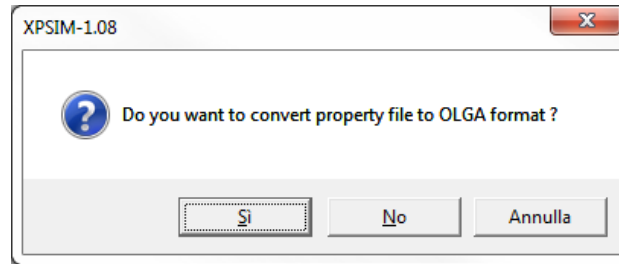 XPSIM-1.08
Do you want to convert property file to OLGA format ?
Sì No Annulla